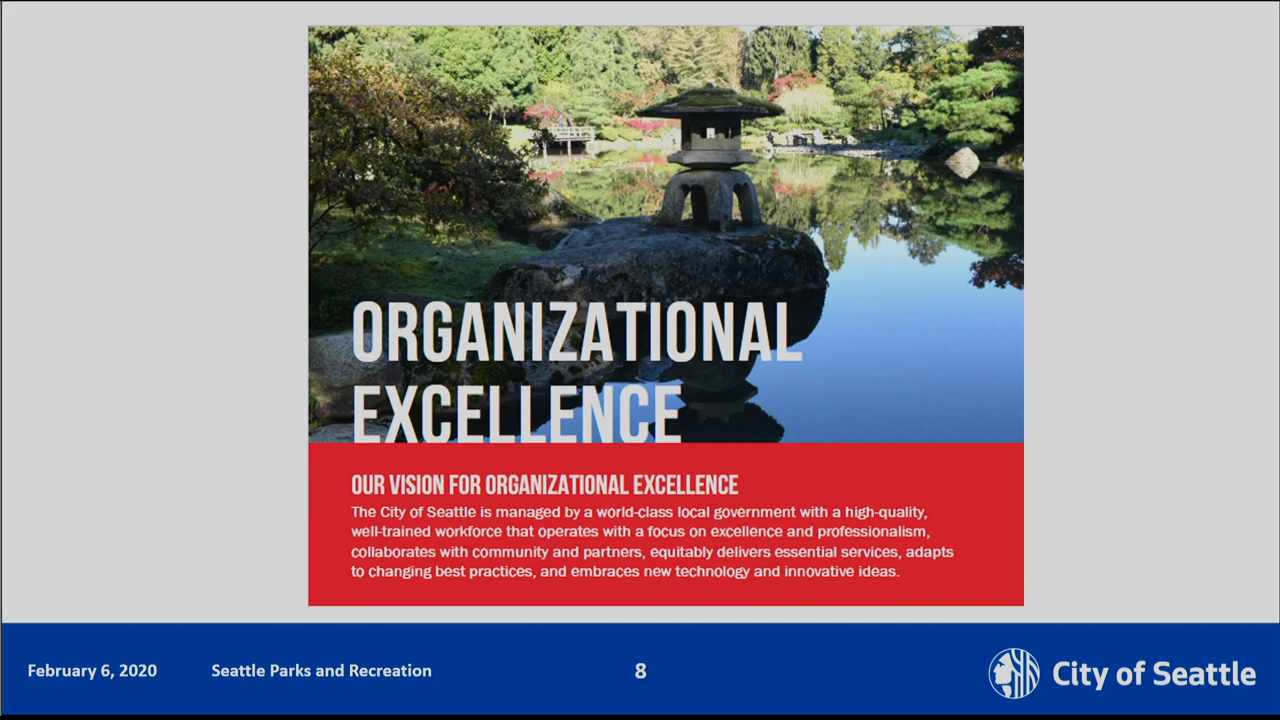 ORGANIZATIONAL
EXCELLENCE
OUR VISION FOR ORGANIZATIONAL EXCELLENCE
The City of Seattle is managed by a world-class local government with a high-quality,
well-trained workforce that operates with a focus on excellence and professionalism,
collaborates with community and partners, equitably delivers essential services, adapts
to changing best practices, and embraces new technology and innovative ideas.
February 6, 2020 Seattle Parks and Recreation 8 City of Seattle